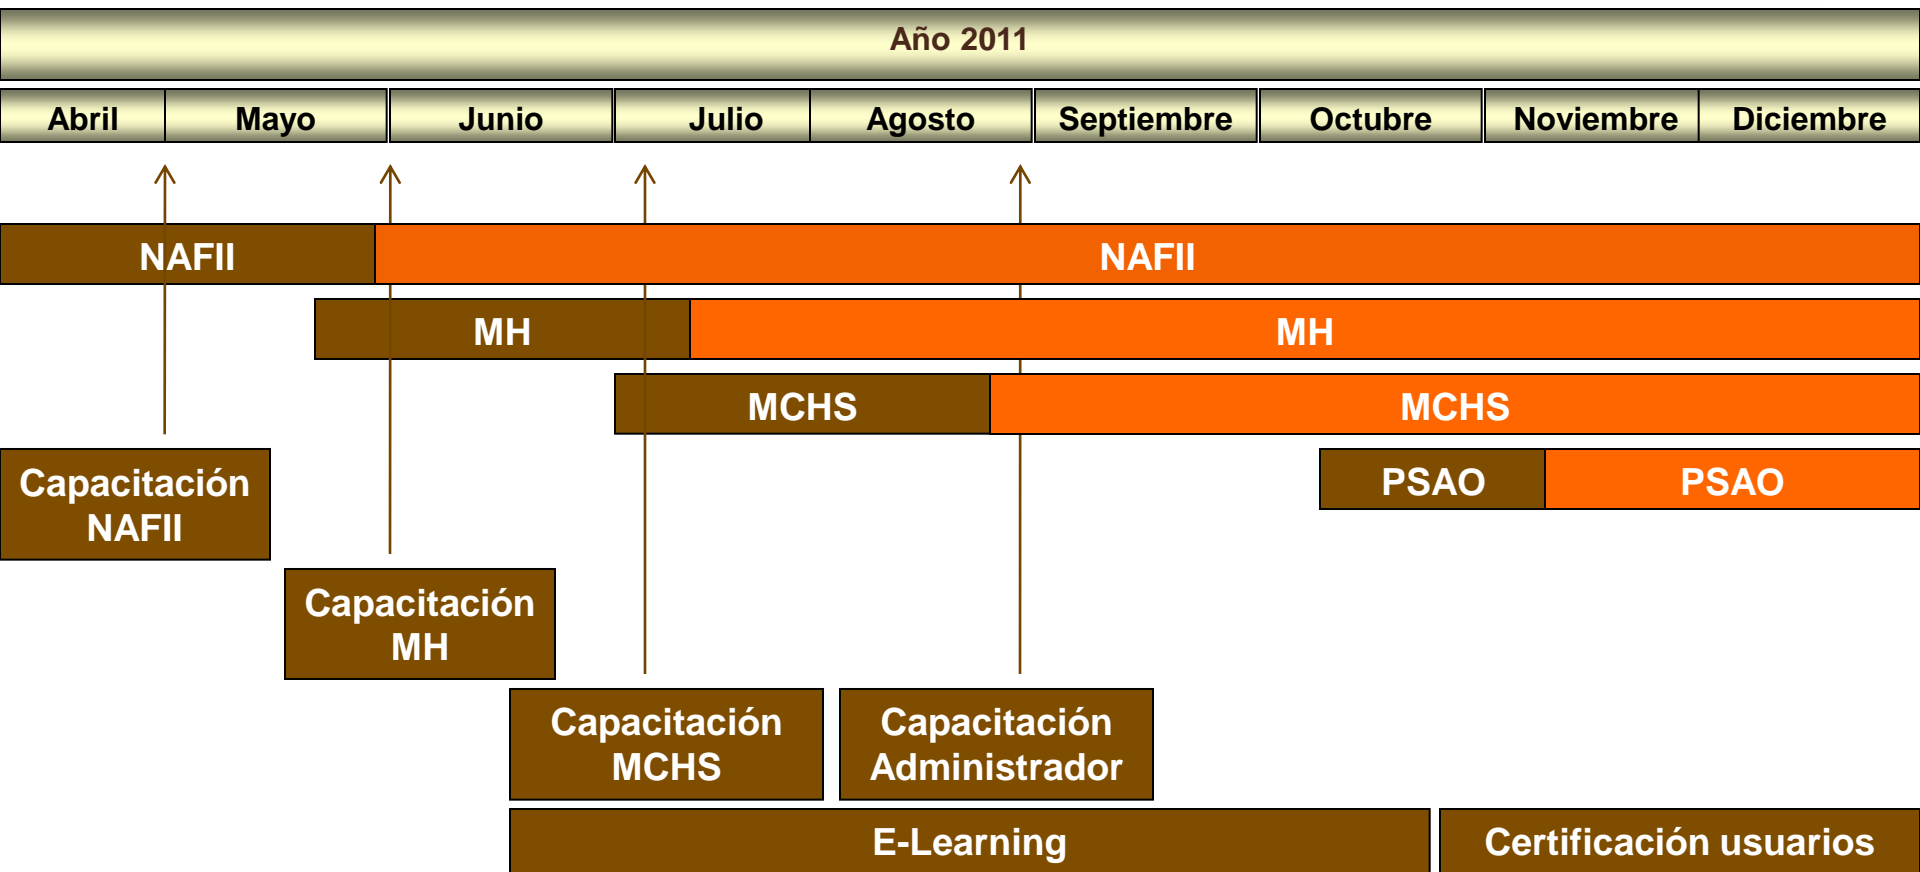 Año 2011
Abril Mayo Junio Julio Agosto Septiembre Octubre Noviembre Diciembre
NAFII NAFII
MH MH
MCHS MCHS
PSAO PSAO
Capacitación
NAFII
Capacitación
MH
Capacitación
MCHS
Capacitación
Administrador
E-Learning
Certificación usuarios